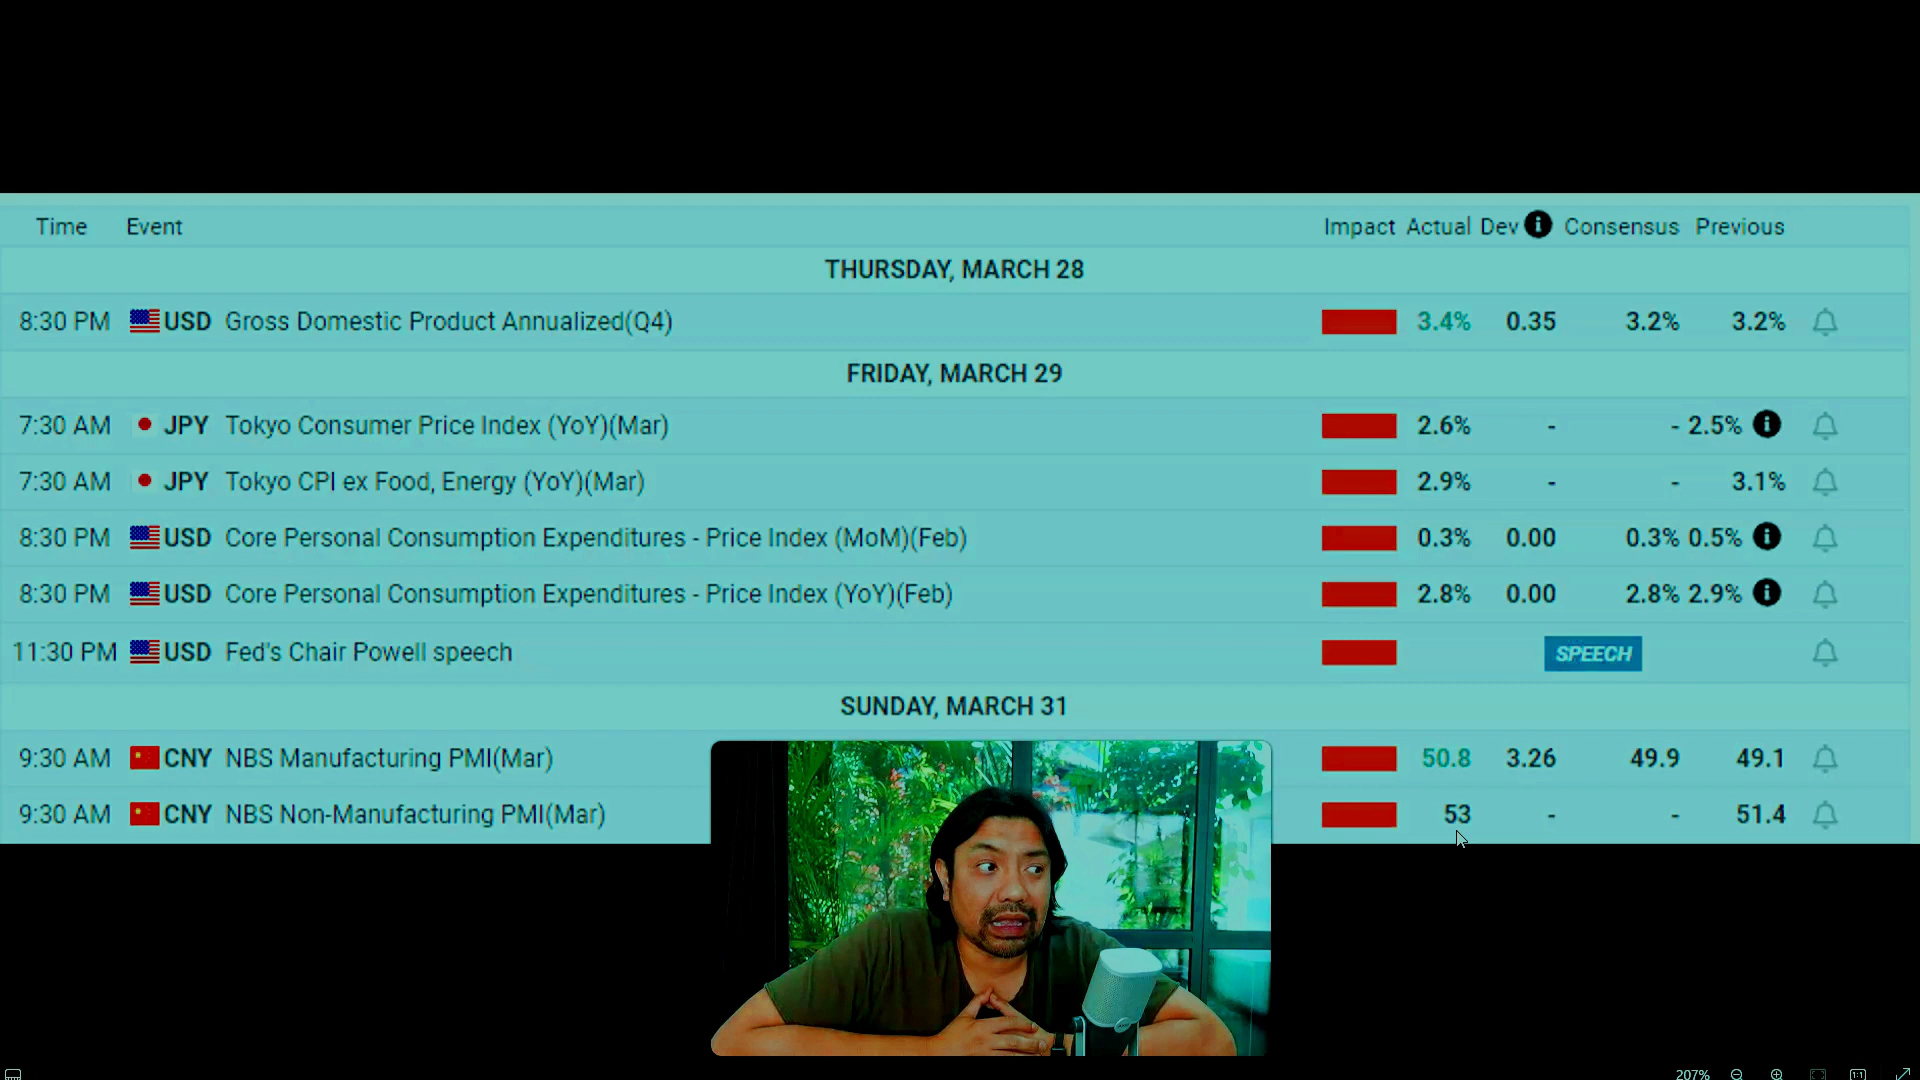 Time Event Impact Actual Dev i Consensus Previous
THURSDAY, MARCH 28
8:30 PM USD Gross Domestic Product Annualized(Q4) 3.4% 0.35 3.2% 3.2%
FRIDAY, MARCH 29
7:30 AM JPY Tokyo Consumer Price Index (YoY)(Mar) 2.6% - - 2.5% i
7:30 AM JPY Tokyo CPI ex Food, Energy (YoY)(Mar) 2.9% - - 3.1%
8:30 PM USD Core Personal Consumption Expenditures - Price Index (MoM)(Feb) 0.3% 0.00 0.3% 0.5% i
8:30 PM USD Core Personal Consumption Expenditures - Price Index (YoY)(Feb) 2.8% 0.00 2.8% 2.9% i
11:30 PM USD Fed's Chair Powell speech SPEECH
SUNDAY, MARCH 31
9:30 AM CNY NBS Manufacturing PMI(Mar) 50.8 3.26 49.9 49.1
9:30 AM CNY NBS Non-Manufacturing PMI(Mar) 53 - - 51.4
207% 1:1